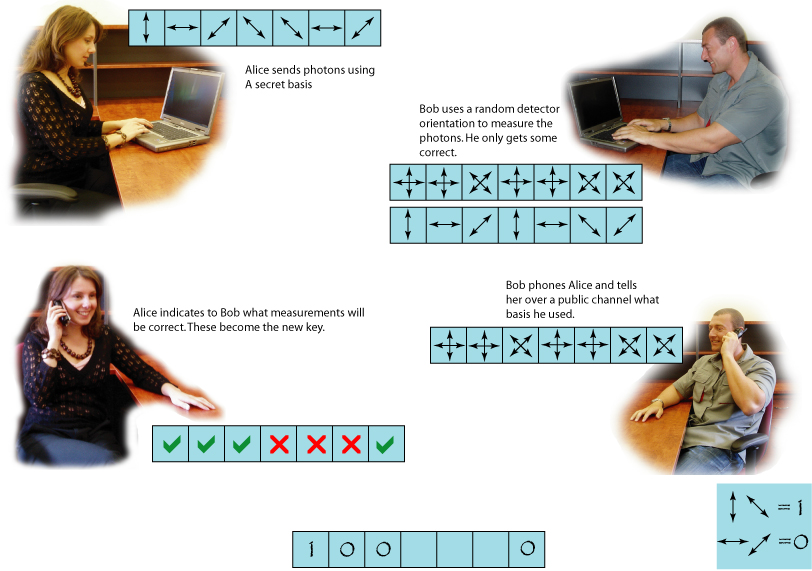 Alice sends photons using
A secret basis
Bob uses a random detector
orientation to measure the
photons. He only gets some
correct.
Bob phones Alice and tells
her over a public channel what
basis he used.
Alice indicates to Bob what measurements will
be correct. These become the new key.
= 1
= 0
1 0 0 0